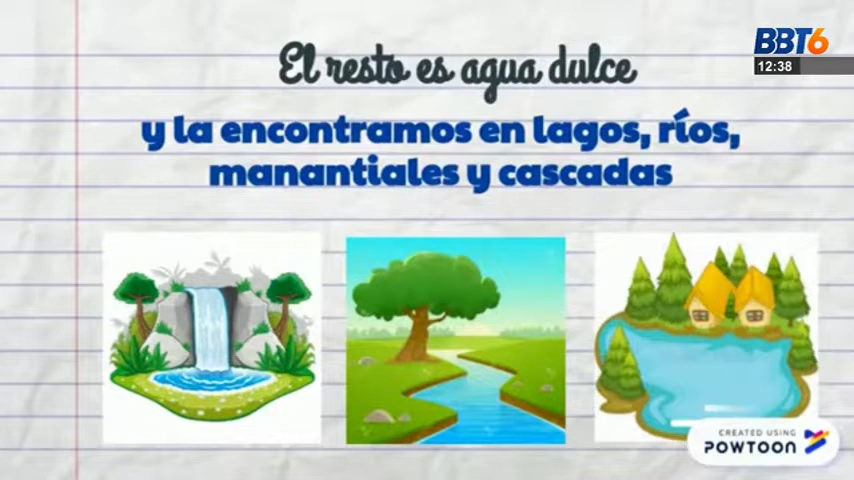 BBT6
12:38
El resto es agua dulce
y la encontramos en lagos, ríos,
manantiales y cascadas
CREATED USING
POWTOON